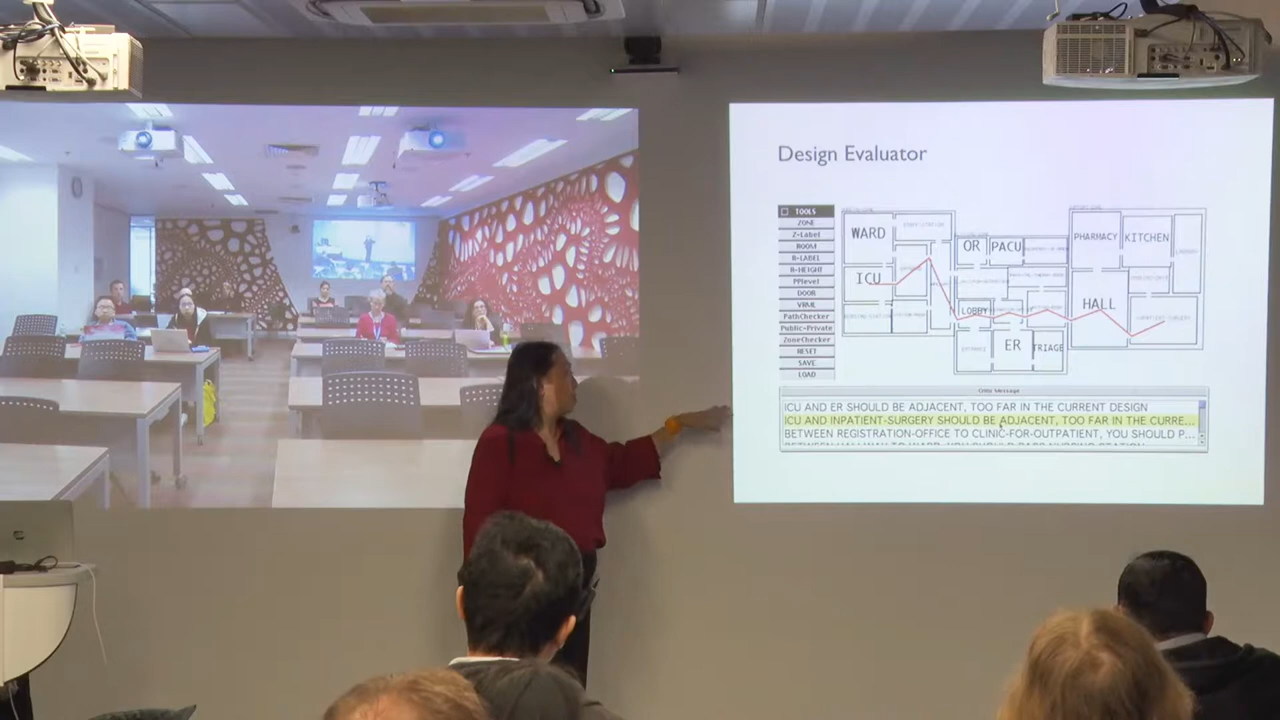 Design Evaluator
TOOLS
ZONE
Z-Label
ROOM
R-LABEL
R-HEIGHT
PPlevel
DOOR
VRML
PathChecker
Public-Private
ZoneChecker
RESET
SAVE
LOAD
WARD
OR PACU
PHARMACY KITCHEN
ICU
LOBBY
HALL
ER TRIAGE
Critic Message
ICU AND ER SHOULD BE ADJACENT, TOO FAR IN THE CURRENT DESIGN
ICU AND INPATIENT-SURGERY SHOULD BE ADJACENT, TOO FAR IN THE CURRE...
BETWEEN REGISTRATION-OFFICE TO CLINIC-FOR-OUTPATIENT, YOU SHOULD P...